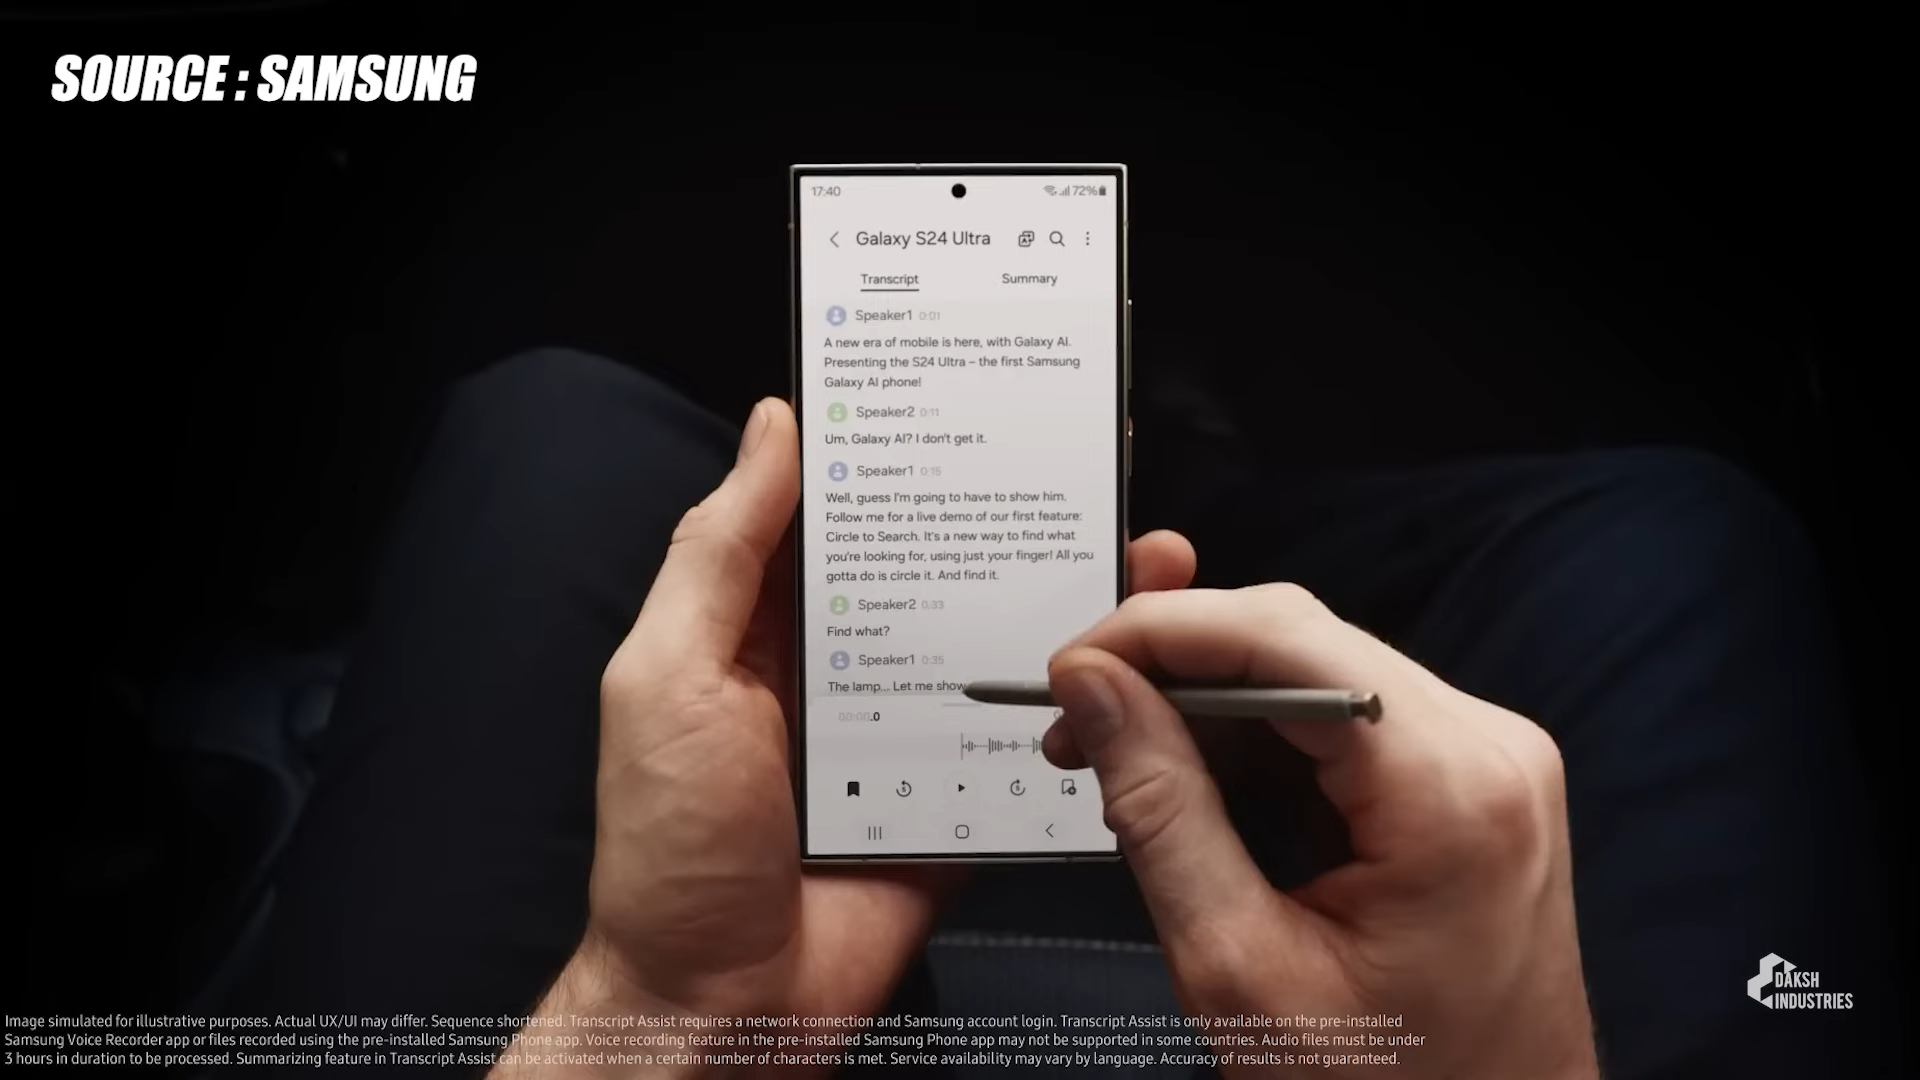 SOURCE : SAMSUNG
17:40
72%
Galaxy S24 Ultra
Transcript Summary
Speaker1 0:01
A new era of mobile is here, with Galaxy AI.
Presenting the S24 Ultra – the first Samsung
Galaxy AI phone!
Speaker2 0:11
Um, Galaxy AI? I don't get it.
Speaker1 0:15
Well, guess I'm going to have to show him.
Follow me for a live demo of our first feature:
Circle to Search. It's a new way to find what
you're looking for, using just your finger! All you
gotta do is circle it. And find it.
Speaker2 0:33
Find what?
Speaker1 0:35
The lamp... Let me show
00:00.0
DAKSH
INDUSTRIES
Image simulated for illustrative purposes. Actual UX/UI may differ. Sequence shortened. Transcript Assist requires a network connection and Samsung account login. Transcript Assist is only available on the pre-installed
Samsung Voice Recorder app or files recorded using the pre-installed Samsung Phone app. Voice recording feature in the pre-installed Samsung Phone app may not be supported in some countries. Audio files must be under
3 hours in duration to be processed. Summarizing feature in Transcript Assist can be activated when a certain number of characters is met. Service availability may vary by language. Accuracy of results is not guaranteed.